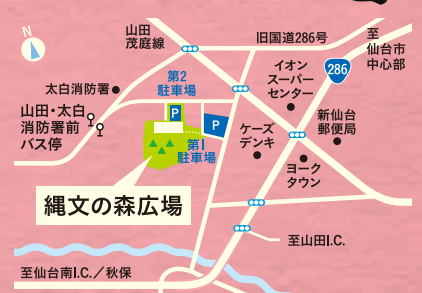 N
山田
茂庭線
旧国道286号
至
仙台市
中心部
286
第2
駐車場
イオン
スーパー
センター
太白消防署
山田・太白
消防署前
バス停
P
P
新仙台
郵便局
ケーズ
デンキ
第1
駐車場
ヨーク
タウン
縄文の森広場
至山田I.C.
至仙台南I.C./秋保